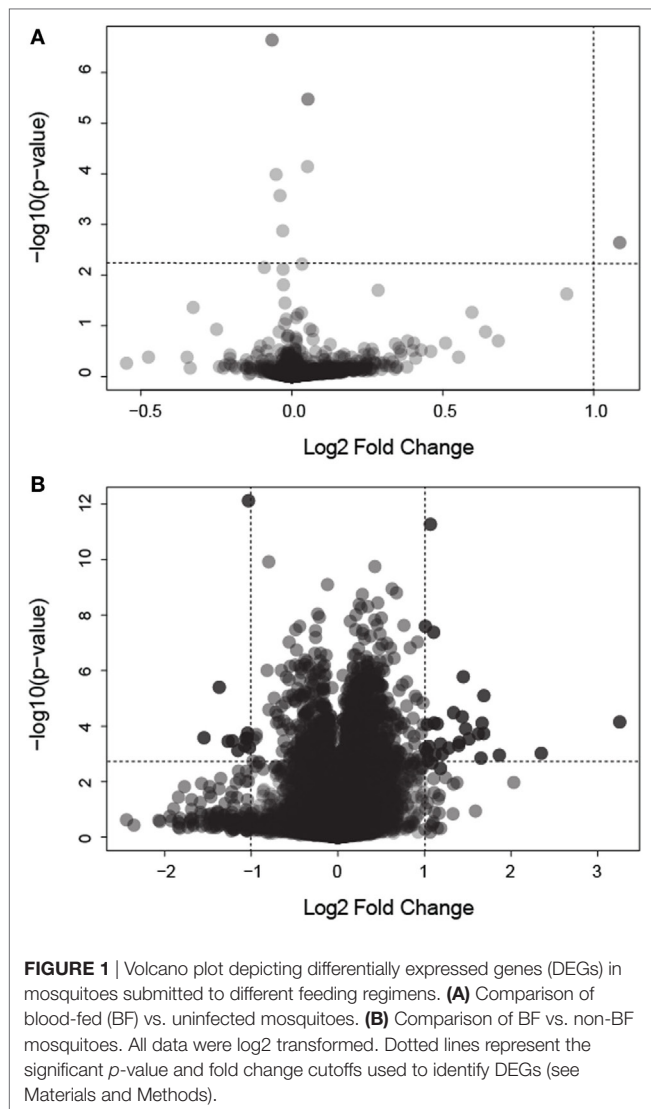 A
−log10(p−value)
6
5
4
3
2
1
0
−0.5 0.0 0.5 1.0
Log2 Fold Change
B
−log10(p−value)
12
10
8
6
4
2
0
−2 −1 0 1 2 3
Log2 Fold Change
FIGURE 1 | Volcano plot depicting differentially expressed genes (DEGs) in
mosquitoes submitted to different feeding regimens. (A) Comparison of
blood-fed (BF) vs. uninfected mosquitoes. (B) Comparison of BF vs. non-BF
mosquitoes. All data were log2 transformed. Dotted lines represent the
significant p-value and fold change cutoffs used to identify DEGs (see
Materials and Methods).